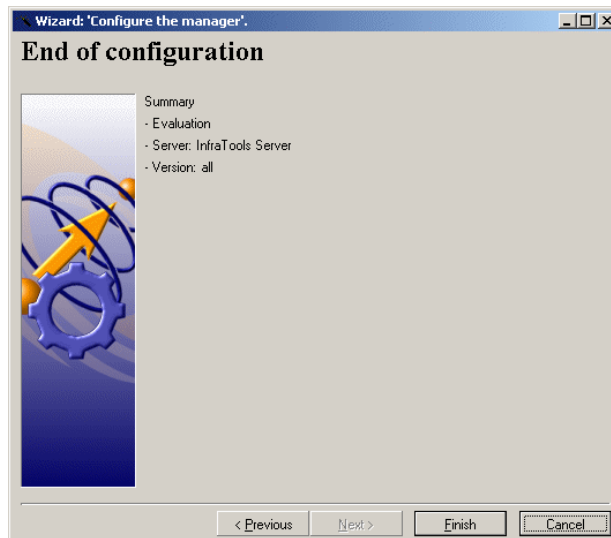 Wizard: 'Configure the manager'.
End of configuration
Summary
- Evaluation
- Server: InfraTools Server
- Version: all
< Previous Next > Finish Cancel